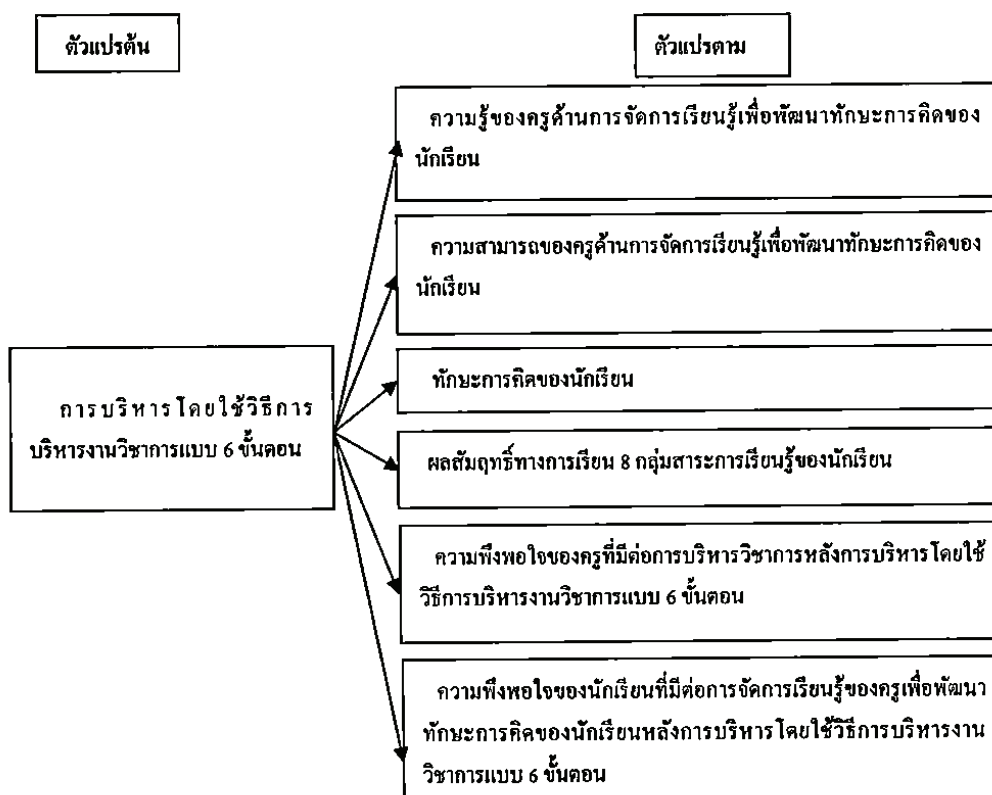 ตัวแปรต้น
ตัวแปรตาม
ความรู้ของครูด้านการจัดการเรียนรู้เพื่อพัฒนาทักษะการคิดของ
นักเรียน
ความสามารถของครูด้านการจัดการเรียนรู้เพื่อพัฒนาทักษะการคิดของ
นักเรียน
การบริหารโดยใช้วิธีการ
บริหารงานวิชาการแบบ 6 ขั้นตอน
ทักษะการคิดของนักเรียน
ผลสัมฤทธิ์ทางการเรียน 8 กลุ่มสาระการเรียนรู้ของนักเรียน
ความพึงพอใจของครูที่มีต่อการบริหารวิชาการหลังการบริหารโดยใช้
วิธีการบริหารงานวิชาการแบบ 6 ขั้นตอน
ความพึงพอใจของนักเรียนที่มีต่อการจัดการเรียนรู้ของครูเพื่อพัฒนา
ทักษะการคิดของนักเรียนหลังการบริหารโดยใช้วิธีการบริหารงาน
วิชาการแบบ 6 ขั้นตอน